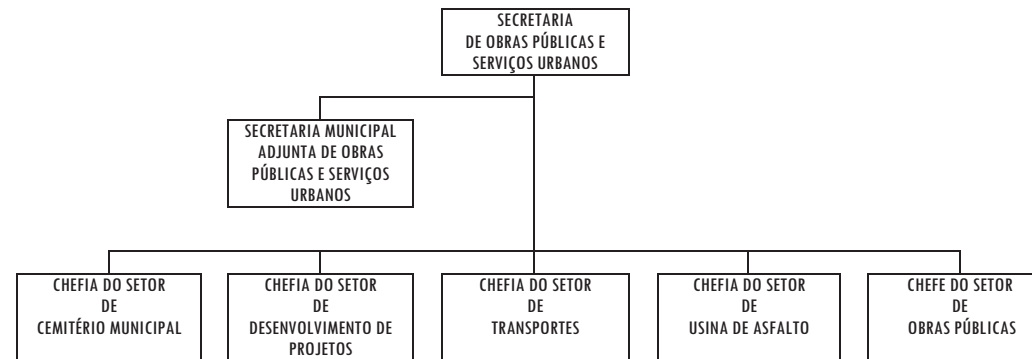 SECRETARIA
DE OBRAS PÚBLICAS E
SERVIÇOS URBANOS
SECRETARIA MUNICIPAL
ADJUNTA DE OBRAS
PÚBLICAS E SERVIÇOS
URBANOS
CHEFIA DO SETOR
DE
CEMITÉRIO MUNICIPAL
CHEFIA DO SETOR
DE
DESENVOLVIMENTO DE
PROJETOS
CHEFIA DO SETOR
DE
TRANSPORTES
CHEFIA DO SETOR
DE
USINA DE ASFALTO
CHEFE DO SETOR
DE
OBRAS PÚBLICAS